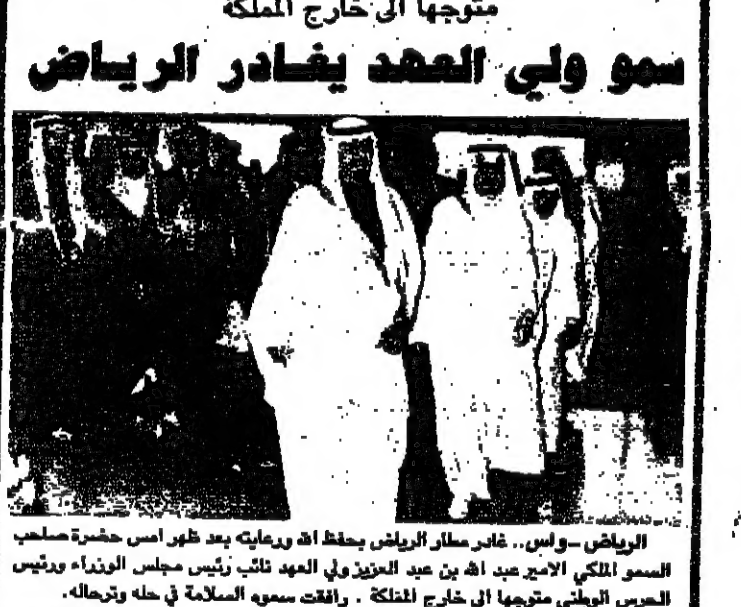 متوجها الى خارج المملكة
سمو ولي العهد يغادر الرياض
الرياض - واس.. غادر مطار الرياض بحفظ الله ورعايته بعد ظهر امس حضرة صاحب
السمو الملكي الامير عبد الله بن عبد العزيز ولي العهد نائب رئيس مجلس الوزراء ورئيس
الحرس الوطني متوجها الى خارج المملكة . رافقت سموه السلامة في حله وترحاله.